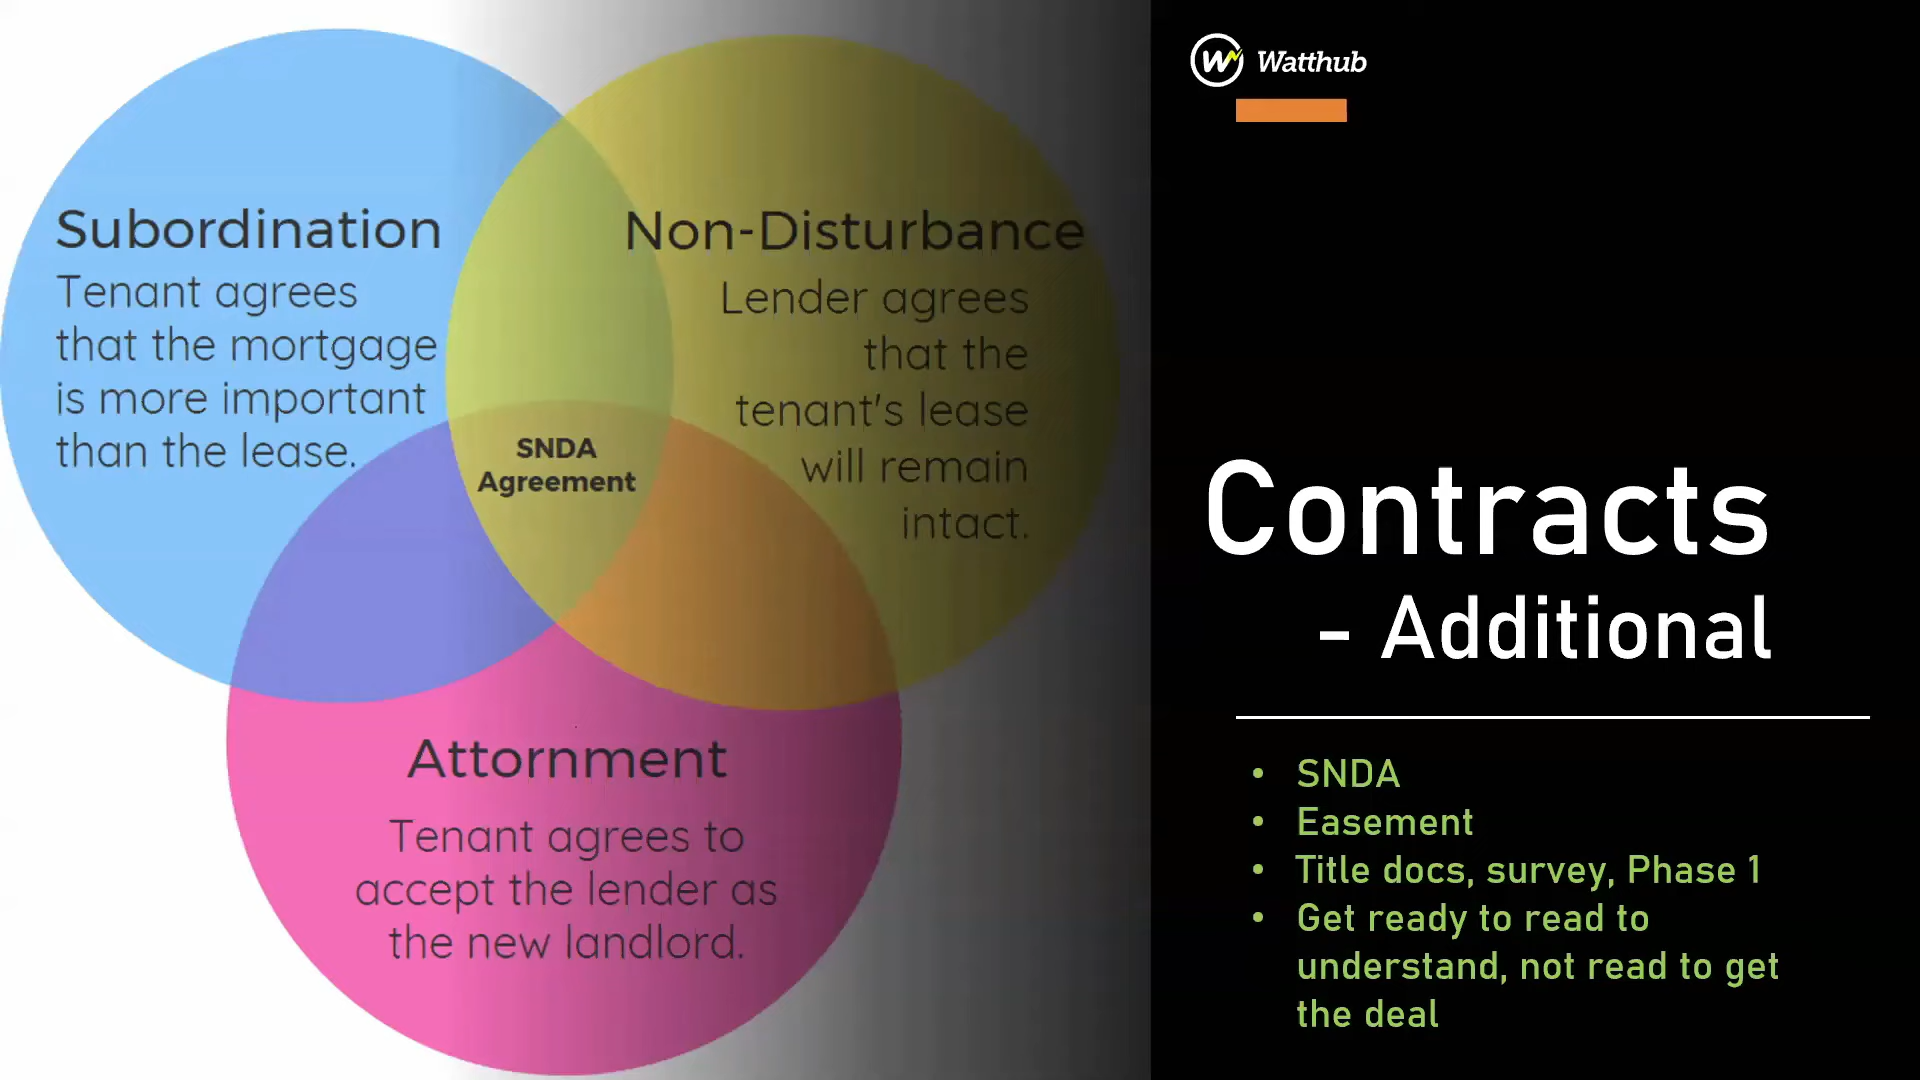 Subordination
Tenant agrees
that the mortgage
is more important
than the lease.
Non-Disturbance
Lender agrees
that the
tenant's lease
will remain
intact.
SNDA
Agreement
Attornment
Tenant agrees to
accept the lender as
the new landlord.
W Watthub
Contracts
- Additional
• SNDA
• Easement
• Title docs, survey, Phase 1
• Get ready to read to
understand, not read to get
the deal